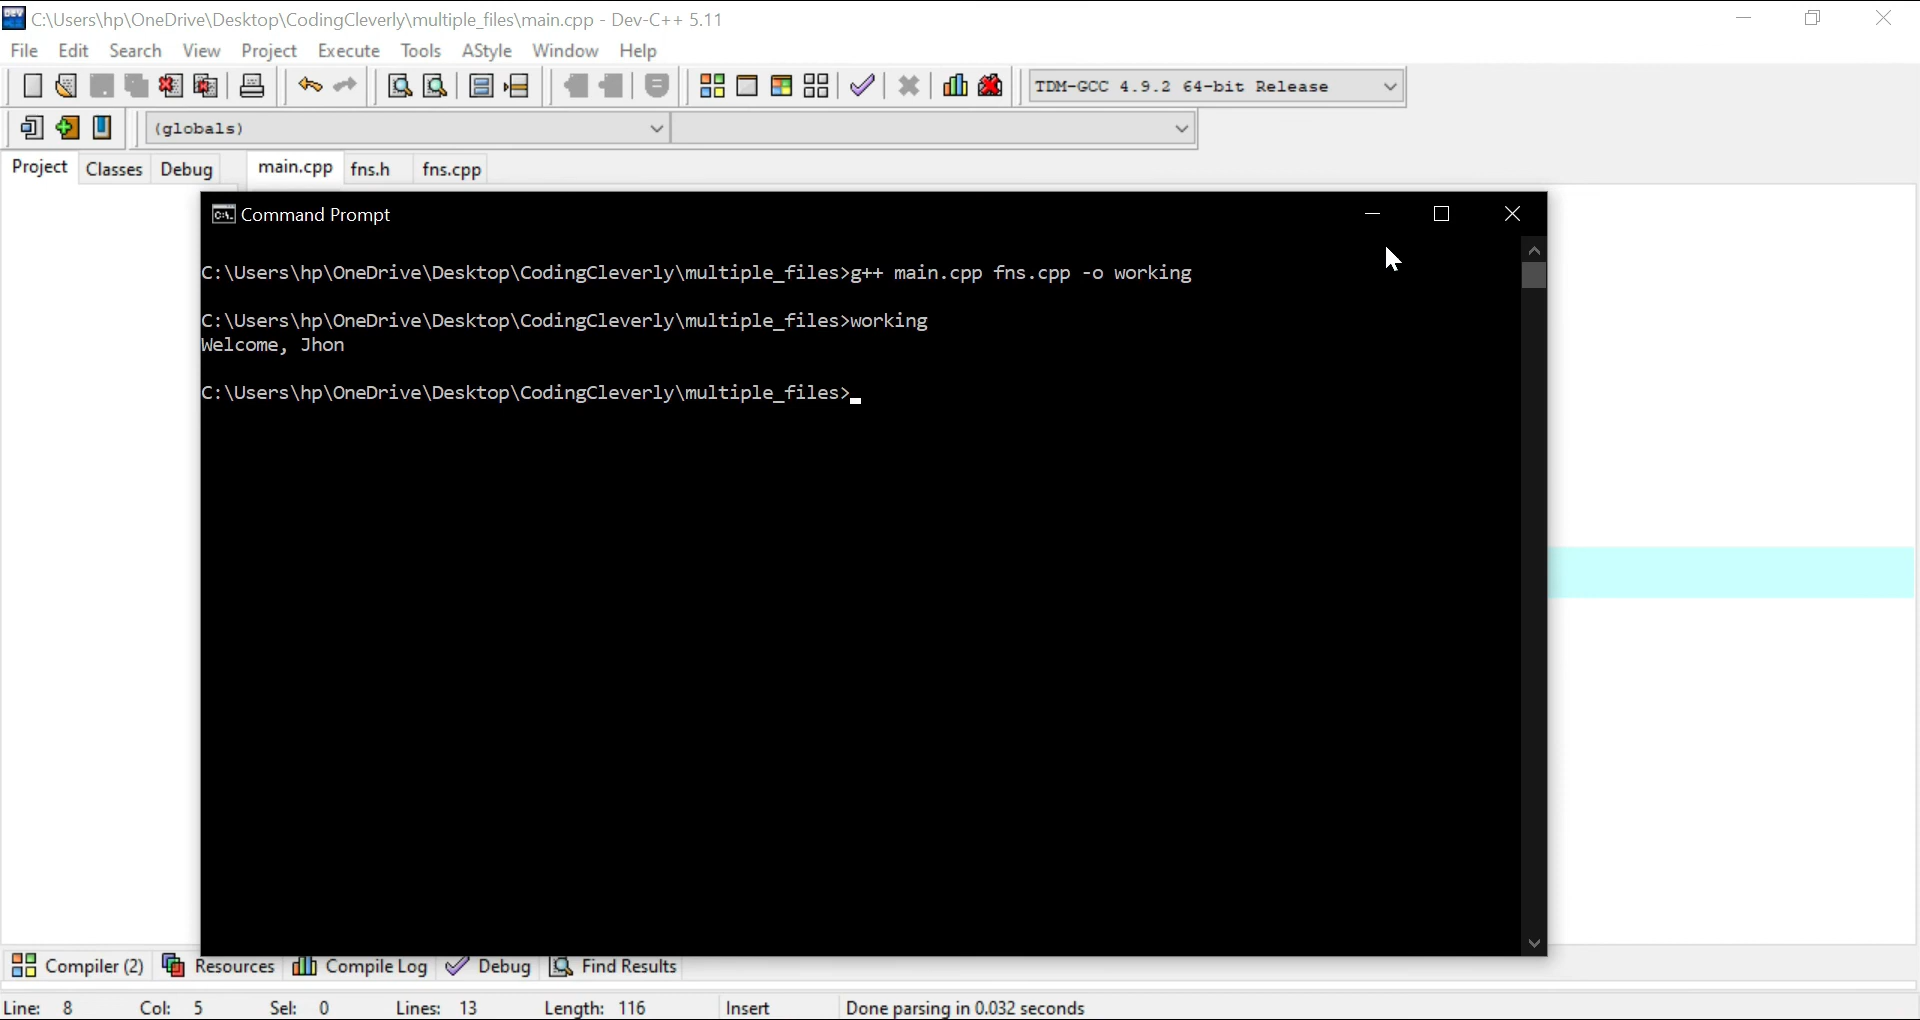 C:\Users\hp\OneDrive\Desktop\CodingCleverly\multiple_files\main.cpp - Dev-C++ 5.11
File Edit Search View Project Execute Tools AStyle Window Help
TDM-GCC 4.9.2 64-bit Release
(globals)
Project Classes Debug main.cpp fns.h fns.cpp
Command Prompt
C:\Users\hp\OneDrive\Desktop\CodingCleverly\multiple_files>g++ main.cpp fns.cpp -o working
C:\Users\hp\OneDrive\Desktop\CodingCleverly\multiple_files>working
Welcome, Jhon
C:\Users\hp\OneDrive\Desktop\CodingCleverly\multiple_files>
Compiler (2) Resources Compile Log Debug Find Results
Line: 8 Col: 5 Sel: 0 Lines: 13 Length: 116 Insert Done parsing in 0.032 seconds